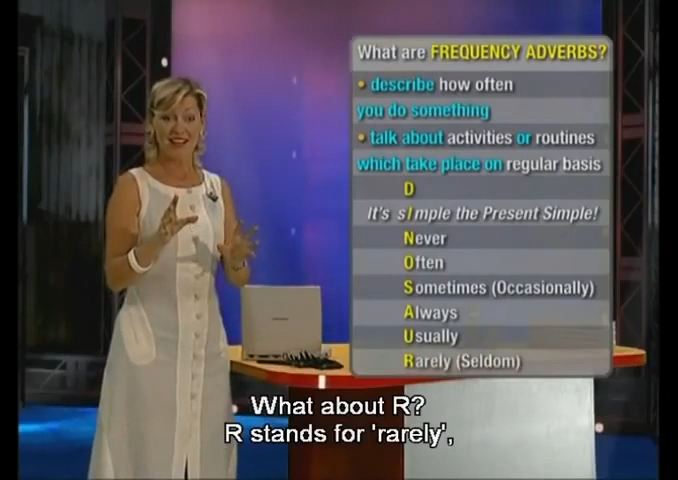 What are FREQUENCY ADVERBS?
• describe how often
you do something
• talk about activities or routines
which take place on regular basis
D
It's sImple the Present Simple!
Never
Often
Sometimes (Occasionally)
Always
Usually
Rarely (Seldom)
What about R?
R stands for 'rarely',